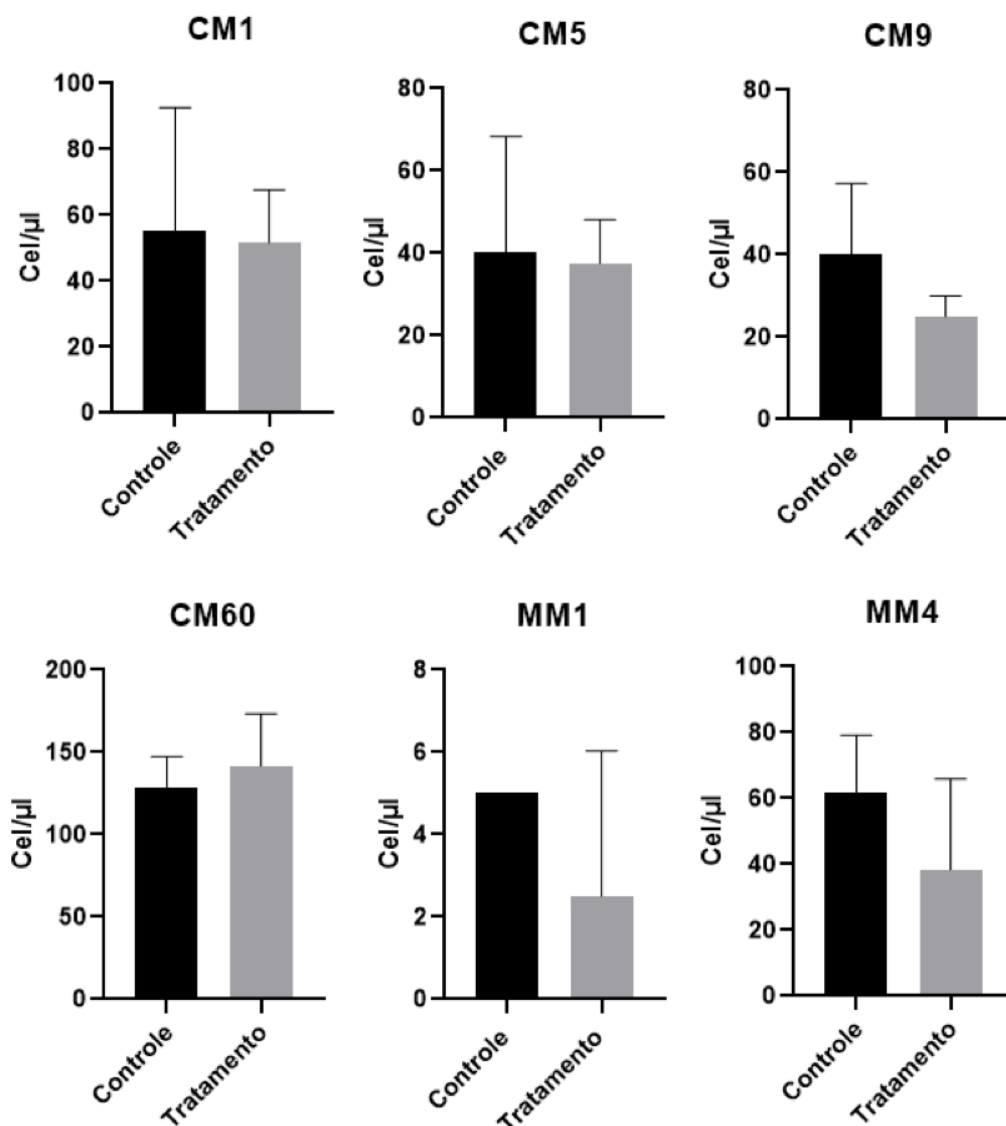 CM1
CM5
CM9
100
80
60
40
20
0
Cel/µl
Controle
Tratamento
80
60
40
20
0
Cel/µl
Controle
Tratamento
80
60
40
20
0
Cel/µl
Controle
Tratamento
CM60
MM1
MM4
200
150
100
50
0
Cel/µl
Controle
Tratamento
8
6
4
2
0
Cel/µl
Controle
Tratamento
100
80
60
40
20
0
Cel/µl
Controle
Tratamento